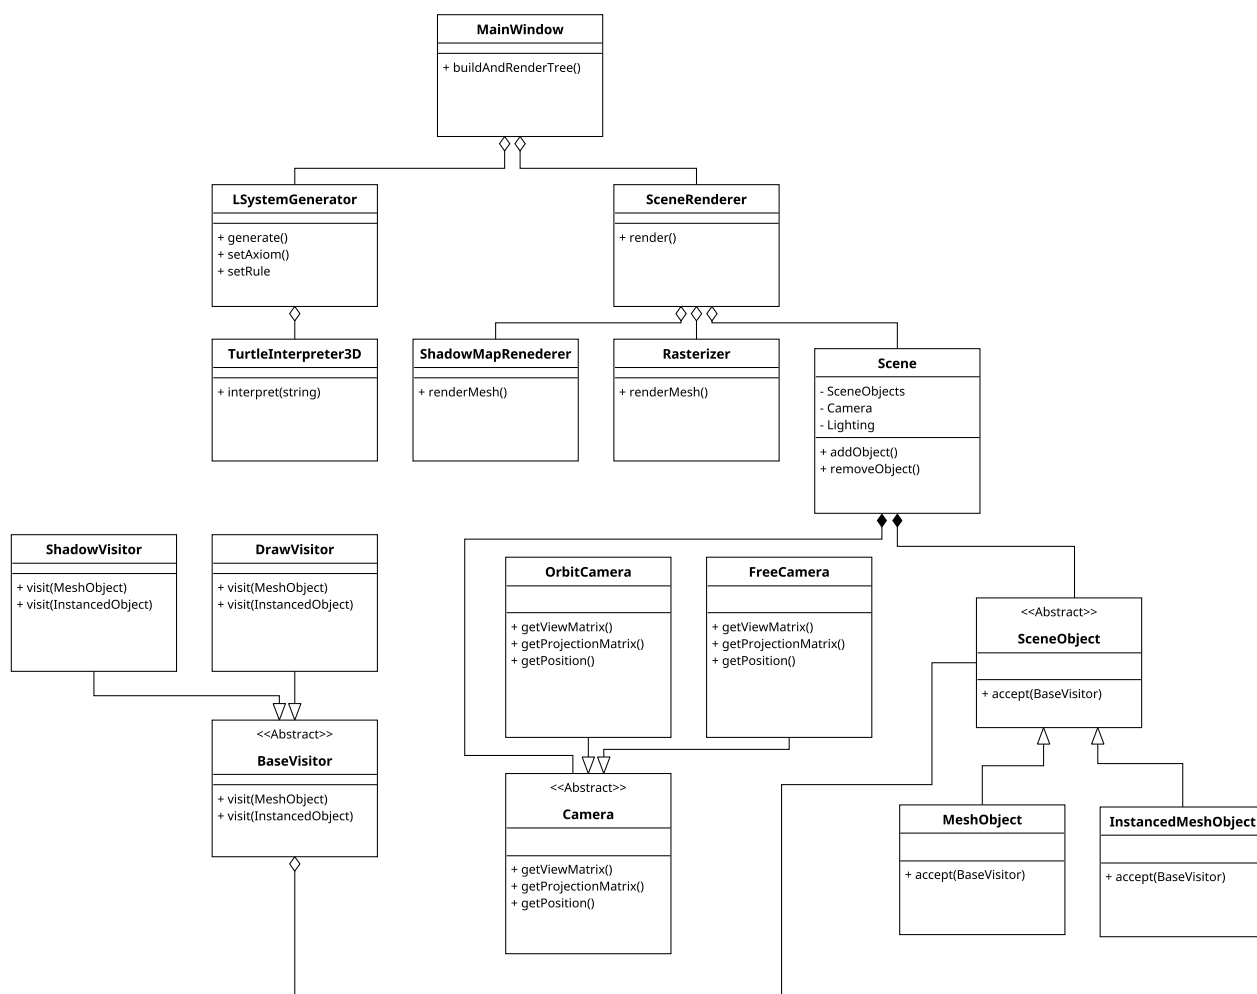 MainWindow
+ buildAndRenderTree()
LSystemGenerator
+ generate()
+ setAxiom()
+ setRule
SceneRenderer
+ render()
TurtleInterpreter3D
+ interpret(string)
ShadowMapRenederer
+ renderMesh()
Rasterizer
+ renderMesh()
Scene
- SceneObjects
- Camera
- Lighting
+ addObject()
+ removeObject()
ShadowVisitor
+ visit(MeshObject)
+ visit(InstancedObject)
DrawVisitor
+ visit(MeshObject)
+ visit(InstancedObject)
OrbitCamera
+ getViewMatrix()
+ getProjectionMatrix()
+ getPosition()
FreeCamera
+ getViewMatrix()
+ getProjectionMatrix()
+ getPosition()
<<Abstract>>
SceneObject
+ accept(BaseVisitor)
<<Abstract>>
BaseVisitor
+ visit(MeshObject)
+ visit(InstancedObject)
<<Abstract>>
Camera
+ getViewMatrix()
+ getProjectionMatrix()
+ getPosition()
MeshObject
+ accept(BaseVisitor)
InstancedMeshObject
+ accept(BaseVisitor)